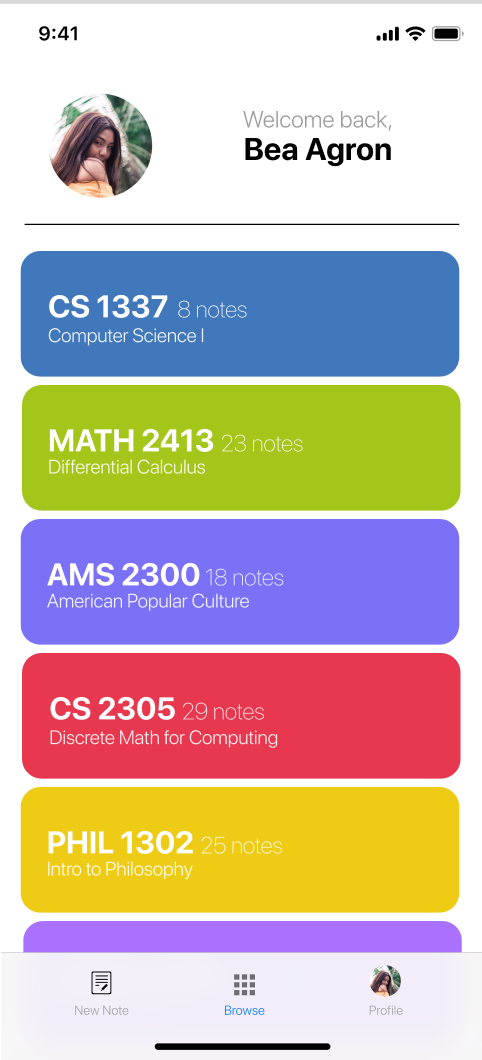 9:41
Welcome back,
Bea Agron
CS 1337 8 notes
Computer Science I
MATH 2413 23 notes
Differential Calculus
AMS 2300 18 notes
American Popular Culture
CS 2305 29 notes
Discrete Math for Computing
PHIL 1302 25 notes
Intro to Philosophy
New Note Browse Profile